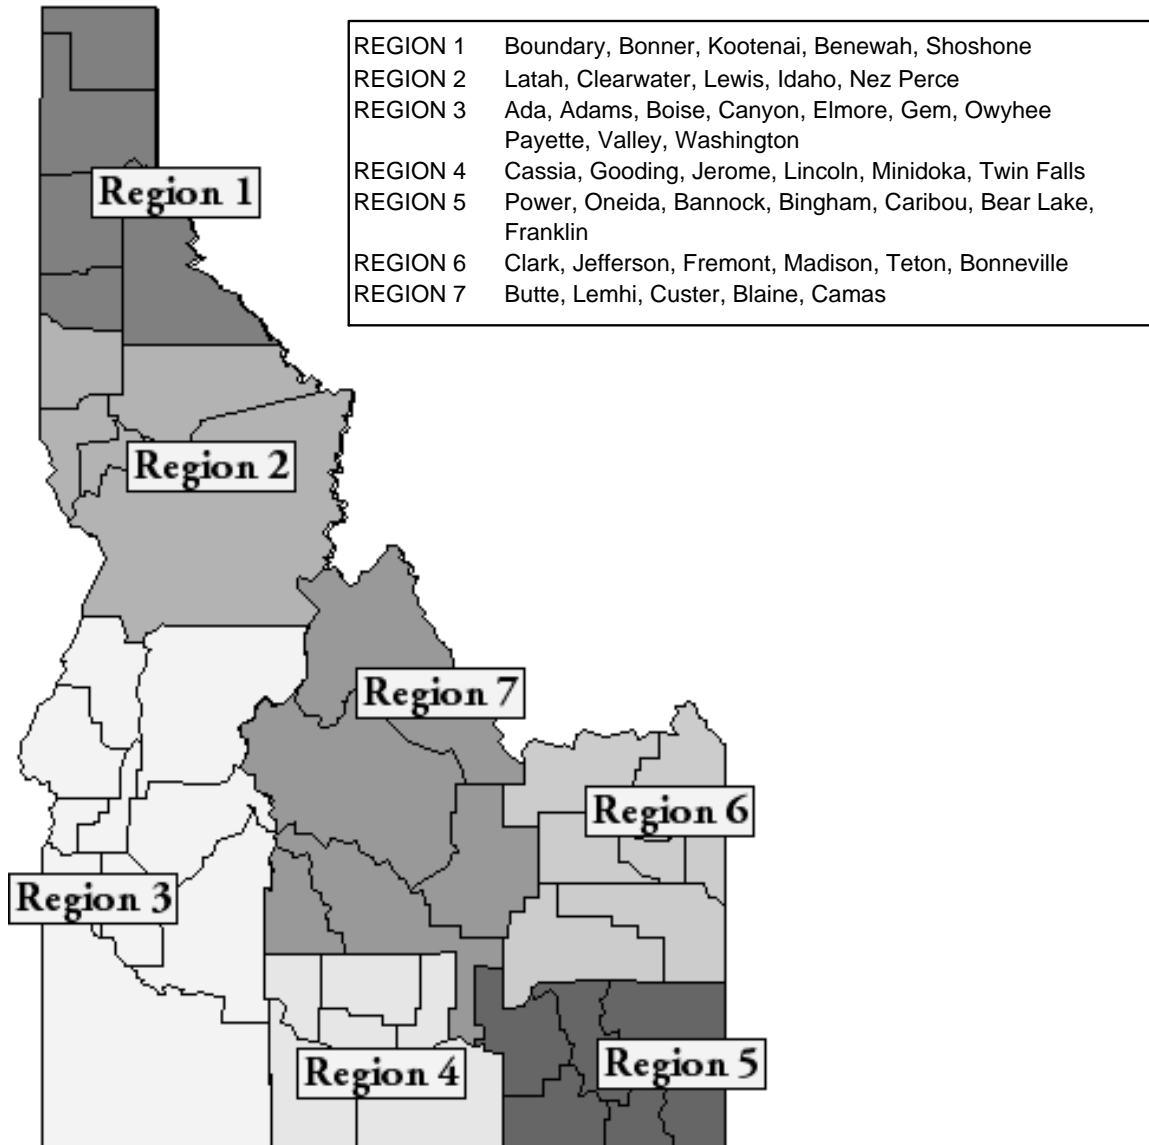 REGION 1 Boundary, Bonner, Kootenai, Benewah, Shoshone
REGION 2 Latah, Clearwater, Lewis, Idaho, Nez Perce
REGION 3 Ada, Adams, Boise, Canyon, Elmore, Gem, Owyhee
Payette, Valley, Washington
REGION 4 Cassia, Gooding, Jerome, Lincoln, Minidoka, Twin Falls
REGION 5 Power, Oneida, Bannock, Bingham, Caribou, Bear Lake,
Franklin
REGION 6 Clark, Jefferson, Fremont, Madison, Teton, Bonneville
REGION 7 Butte, Lemhi, Custer, Blaine, Camas
Region 1
Region 2
Region 7
Region 6
Region 3
Region 5
Region 4